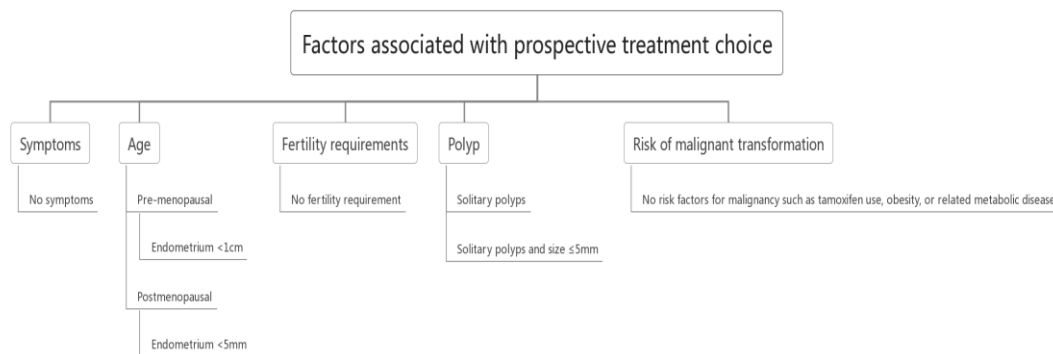 Factors associated with prospective treatment choice
Symptoms
No symptoms
Age
Pre-menopausal
Endometrium <1cm
Postmenopausal
Endometrium <5mm
Fertility requirements
No fertility requirement
Polyp
Solitary polyps
Solitary polyps and size ≤5mm
Risk of malignant transformation
No risk factors for malignancy such as tamoxifen use, obesity, or related metabolic disease